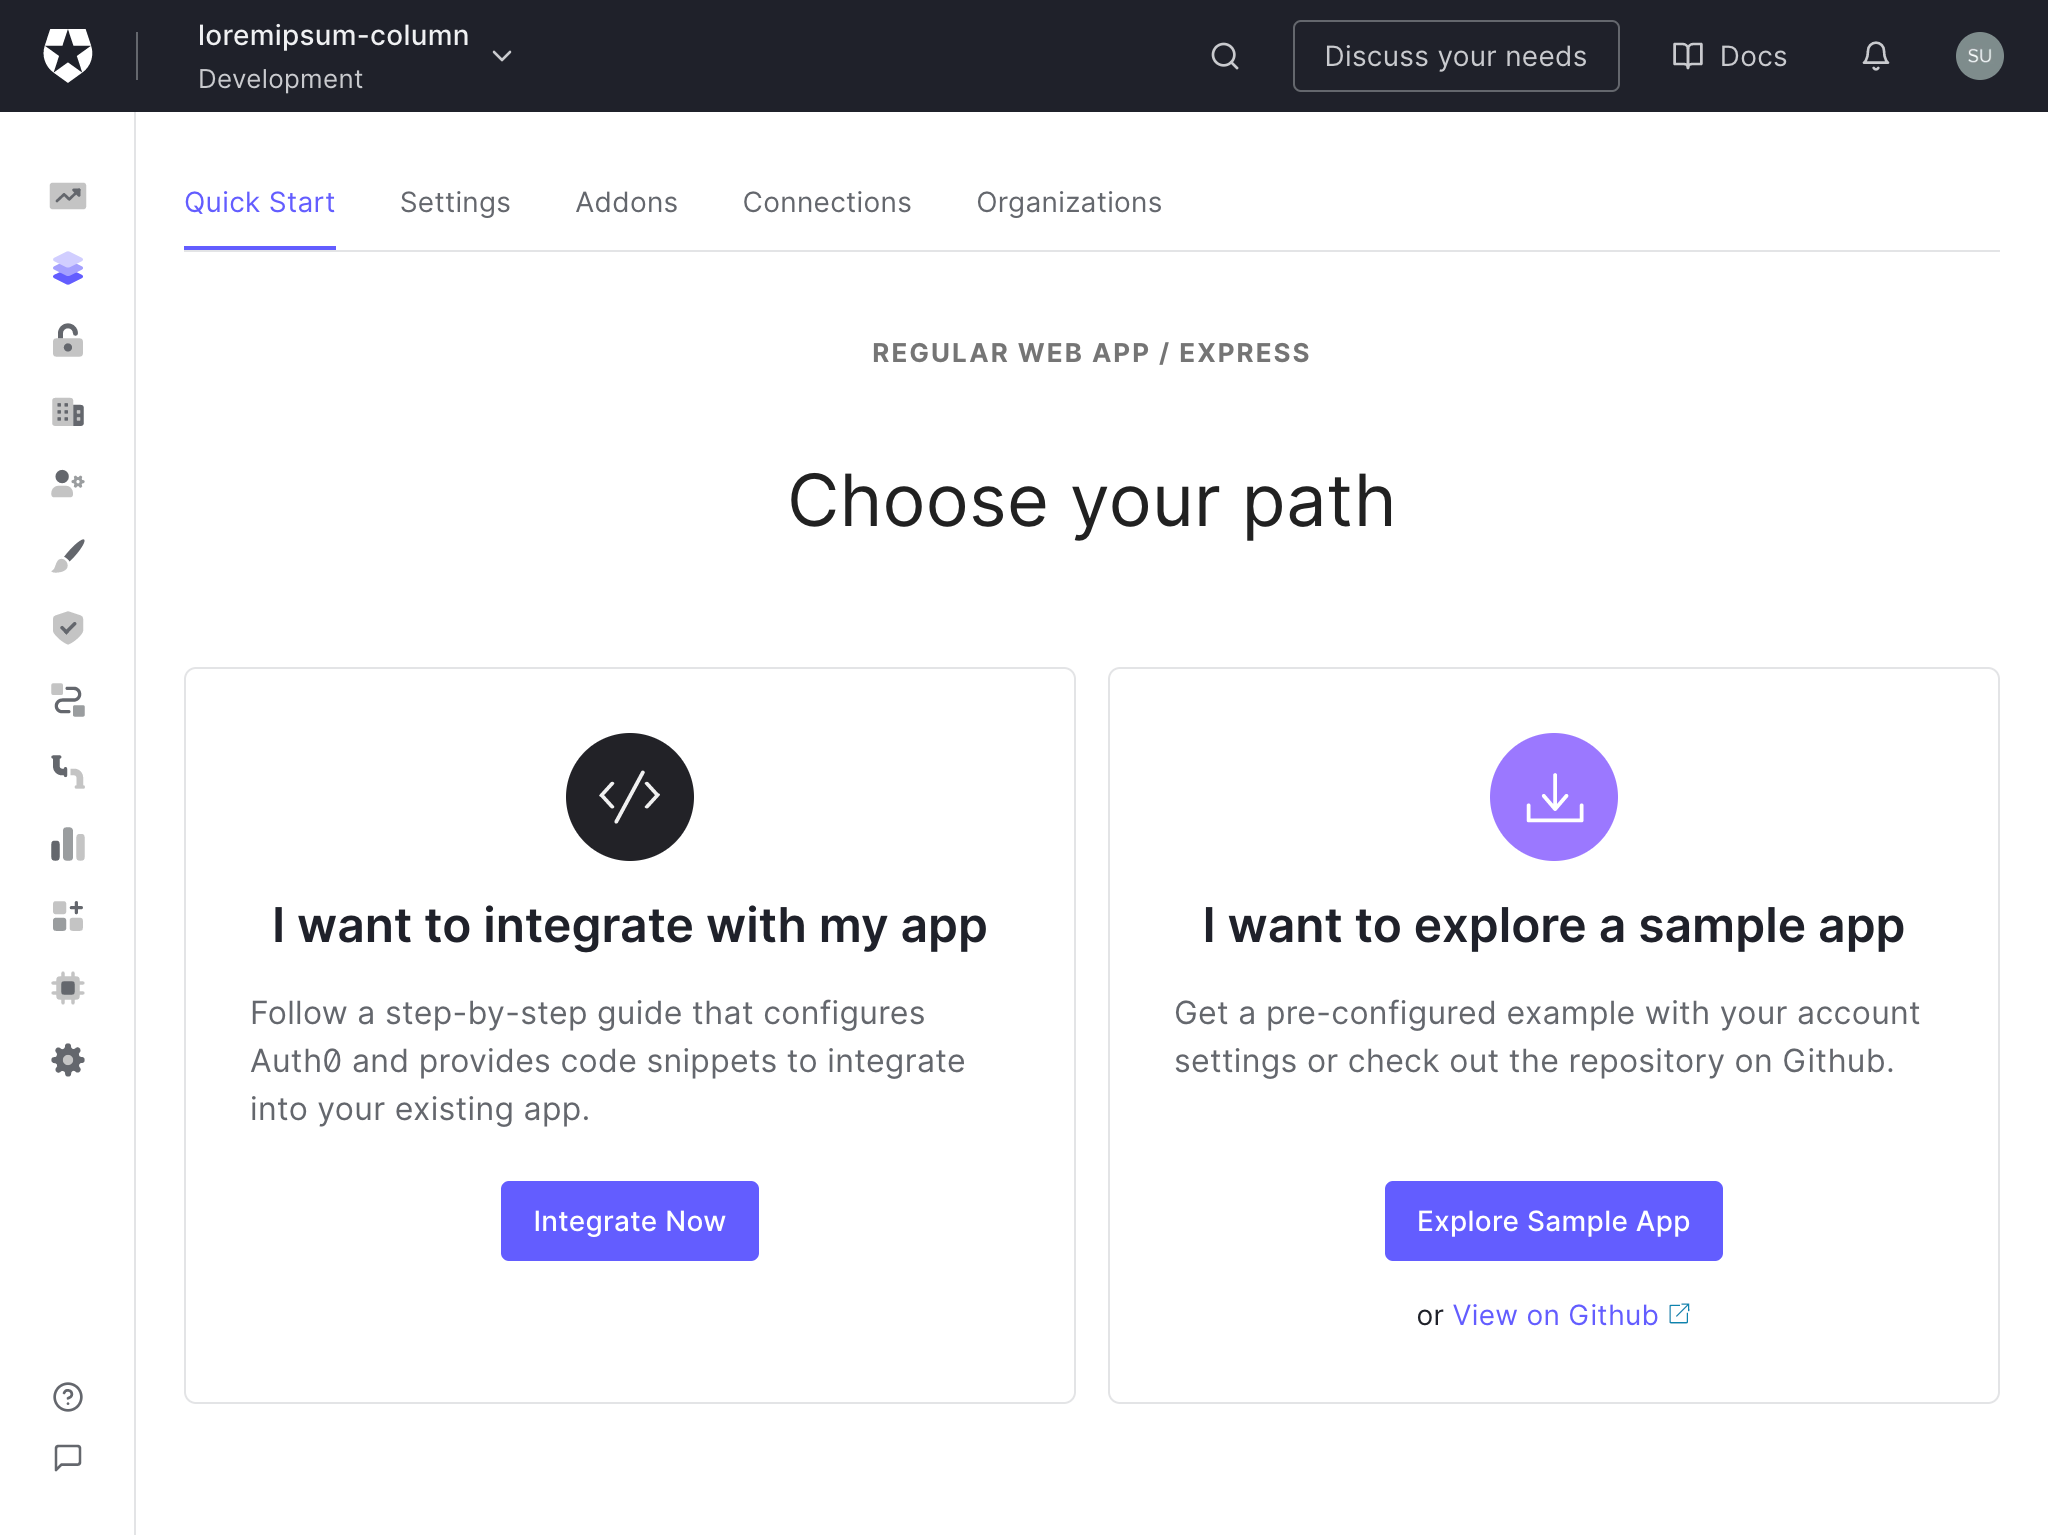 loremipsum-column
Development
Discuss your needs
Docs
SU
Quick Start
Settings
Addons
Connections
Organizations
REGULAR WEB APP / EXPRESS
Choose your path
I want to integrate with my app
Follow a step-by-step guide that configures
Auth0 and provides code snippets to integrate
into your existing app.
Integrate Now
I want to explore a sample app
Get a pre-configured example with your account
settings or check out the repository on Github.
Explore Sample App
or View on Github